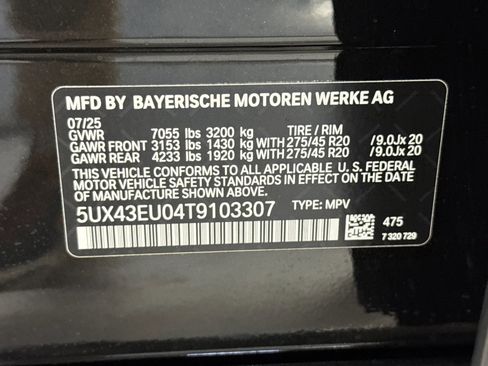 MFD BY BAYERISCHE MOTOREN WERKE AG
07/25
GVWR 7055 lbs 3200 kg TIRE / RIM
GAWR FRONT 3153 lbs 1430 kg WITH 275/45 R20 / 9.0Jx 20
GAWR REAR 4233 lbs 1920 kg WITH 275/45 R20 / 9.0Jx 20
THIS VEHICLE CONFORMS TO ALL APPLICABLE U. S. FEDERAL
MOTOR VEHICLE SAFETY STANDARDS IN EFFECT ON THE DATE
OF MANUFACTURE SHOWN ABOVE.
5UX43EU04T9103307 TYPE: MPV
475
7 320 729